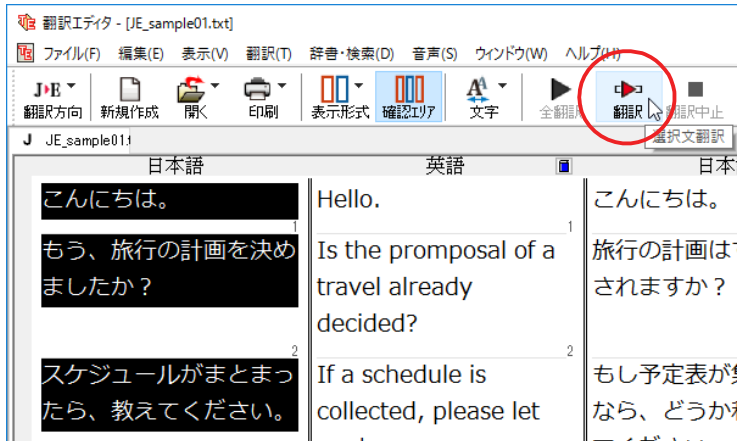 翻訳エディタ - [JE_sample01.txt]
ファイル(F) 編集(E) 表示(V) 翻訳(T) 辞書・検索(D) 音声(S) ウィンドウ(W) ヘルプ(H)
J▸E
翻訳方向 新規作成 開く 印刷 表示形式 確認エリア 文字 全翻訳 翻訳 翻訳中止
選択文翻訳
J JE_sample01.t
日本語 英語 日本
こんにちは。 Hello. こんにちは。
1 1
もう、旅行の計画を決め Is the prompposal of a 旅行の計画は
ましたか？ travel already されますか？
decided?
2 2
スケジュールがまとまっ If a schedule is もし予定表が
たら、教えてください。 collected, please let なら、どうか